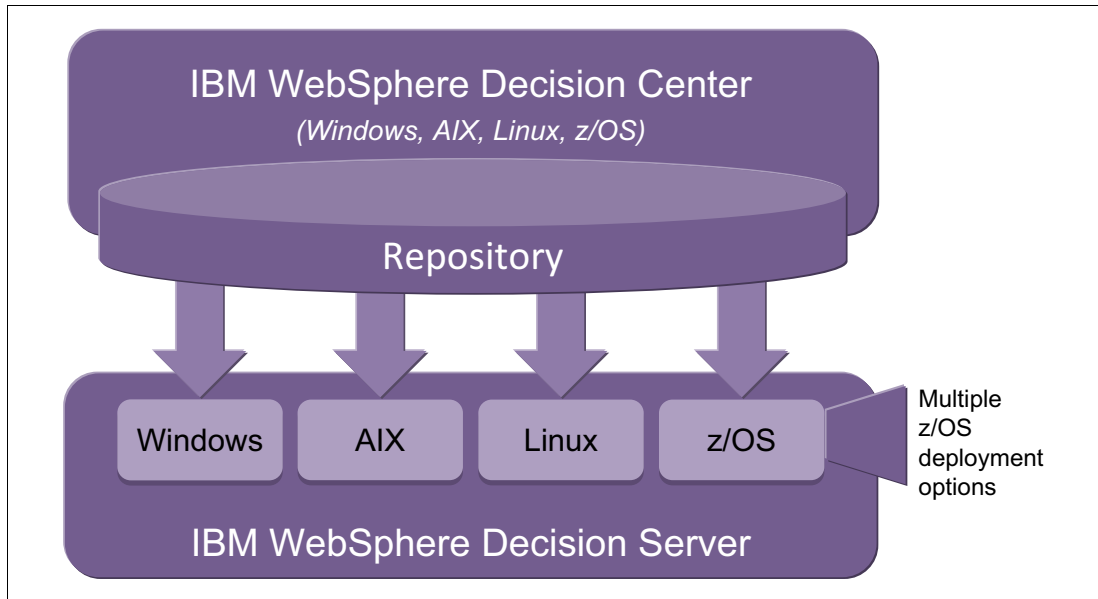 IBM WebSphere Decision Center
(Windows, AIX, Linux, z/OS)
Repository
Windows
AIX
Linux
z/OS
Multiple
z/OS
deployment
options
IBM WebSphere Decision Server